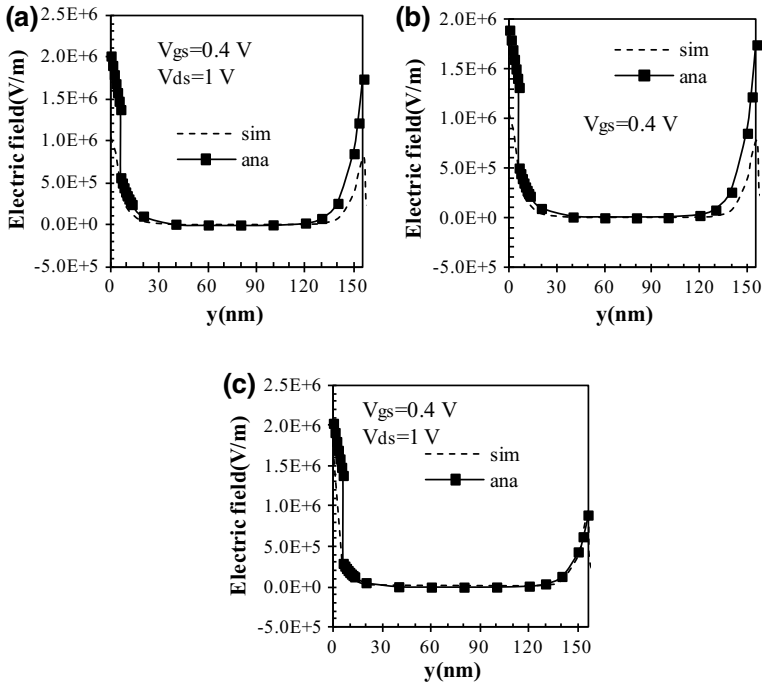 (a)
Electric field(V/m)
2.5E+6
2.0E+6
1.5E+6
1.0E+6
5.0E+5
0.0E+0
-5.0E+5
Vgs=0.4 V
Vds=1 V
sim
ana
0 30 60 90 120 150
y(nm)
(b)
Electric field(V/m)
2.0E+6
1.5E+6
1.0E+6
5.0E+5
0.0E+0
-5.0E+5
sim
ana
Vgs=0.4 V
0 30 60 90 120 150
y(nm)
(c)
Electric field(V/m)
2.5E+6
2.0E+6
1.5E+6
1.0E+6
5.0E+5
0.0E+0
-5.0E+5
Vgs=0.4 V
Vds=1 V
sim
ana
0 30 60 90 120 150
y(nm)